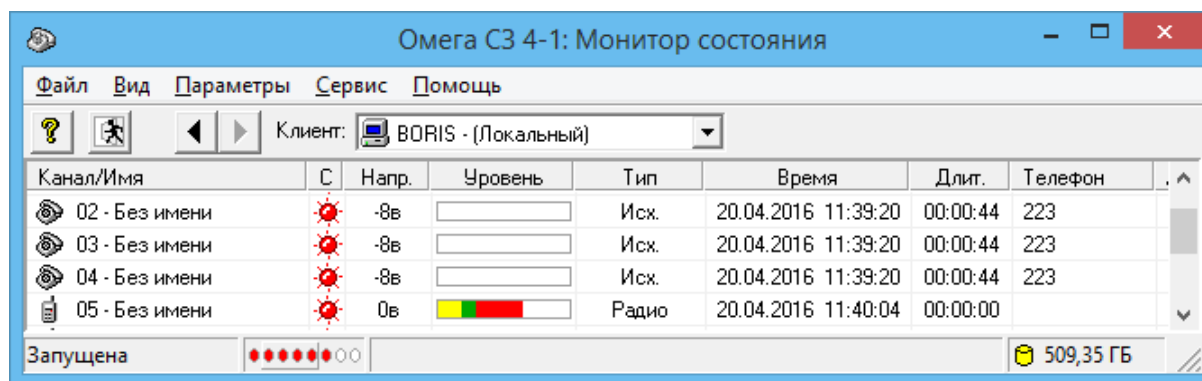 Омега СЗ 4-1: Монитор состояния
Файл Вид Параметры Сервис Помощь
Клиент: BORIS - (Локальный)
Канал/Имя С Напр. Уровень Тип Время Длит. Телефон
02 - Без имени -8в Исх. 20.04.2016 11:39:20 00:00:44 223
03 - Без имени -8в Исх. 20.04.2016 11:39:20 00:00:44 223
04 - Без имени -8в Исх. 20.04.2016 11:39:20 00:00:44 223
05 - Без имени 0в Радио 20.04.2016 11:40:04 00:00:00
Запущена 509,35 ГБ